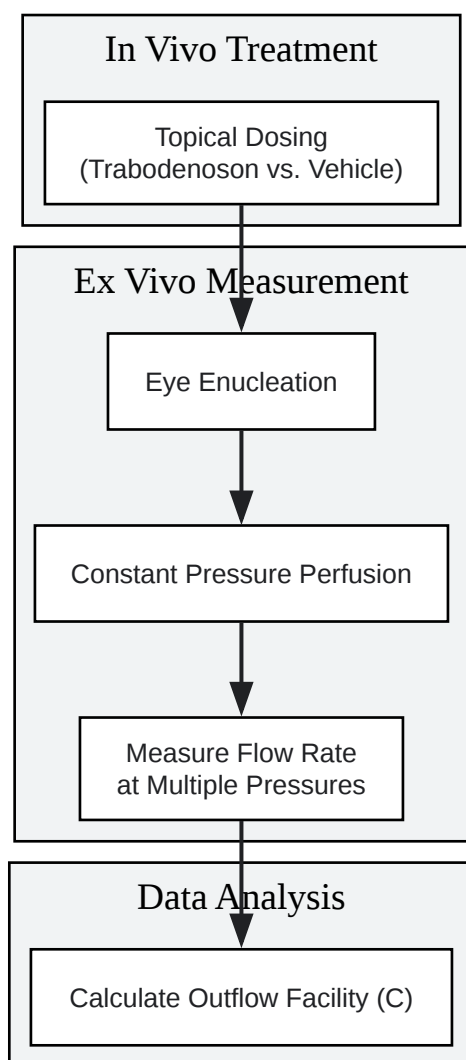 In Vivo Treatment
Topical Dosing
(Trabodenoson vs. Vehicle)
Ex Vivo Measurement
Eye Enucleation
Constant Pressure Perfusion
Measure Flow Rate
at Multiple Pressures
Data Analysis
Calculate Outflow Facility (C)